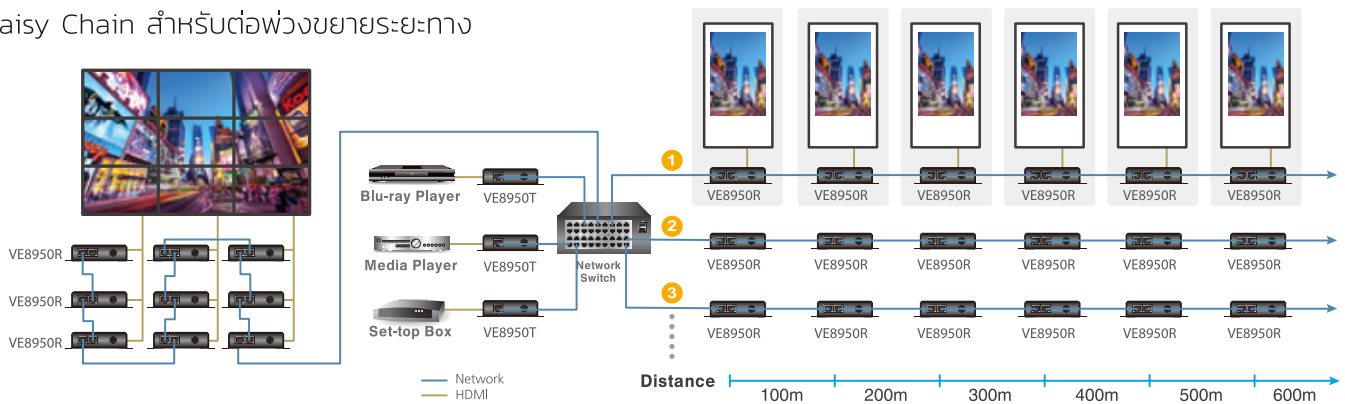 aisy Chain สำหรับต่อพ่วงขยายระยะทาง
VE8950R
VE8950R
VE8950R
Blu-ray Player
VE8950T
Media Player
VE8950T
Set-top Box
VE8950T
Network
Switch
Network
HDMI
1
VE8950R VE8950R VE8950R VE8950R VE8950R VE8950R
2
VE8950R VE8950R VE8950R VE8950R VE8950R VE8950R
3
VE8950R VE8950R VE8950R VE8950R VE8950R VE8950R
Distance
100m 200m 300m 400m 500m 600m